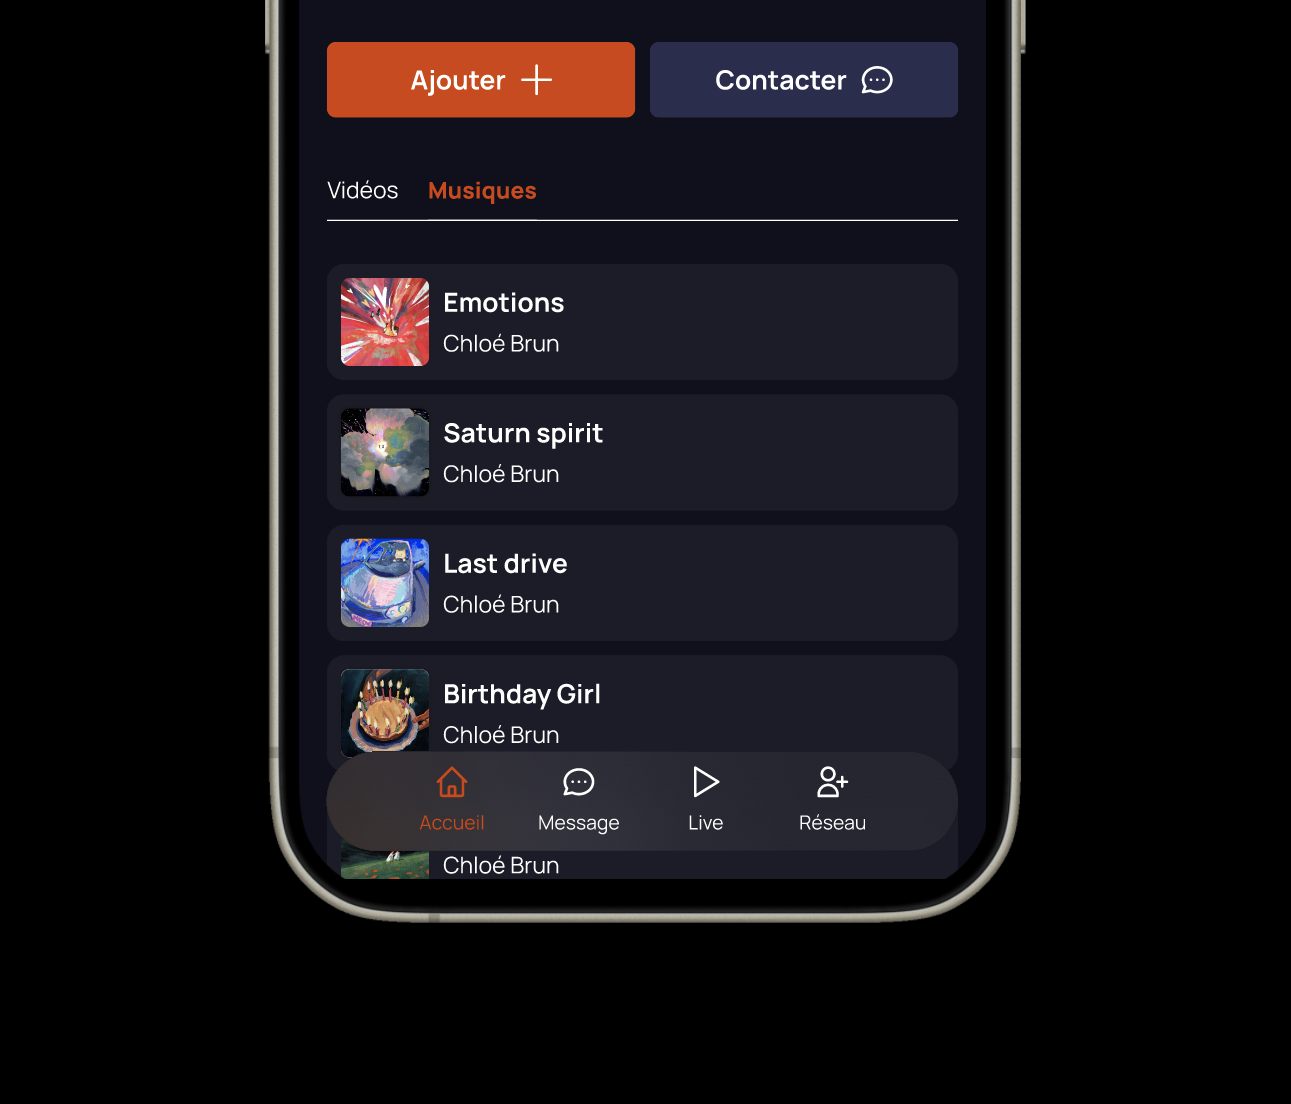 Ajouter
Contacter
Vidéos
Musiques
Emotions
Chloé Brun
Saturn spirit
Chloé Brun
Last drive
Chloé Brun
Birthday Girl
Chloé Brun
Accueil
Message
Live
Réseau
Chloé Brun